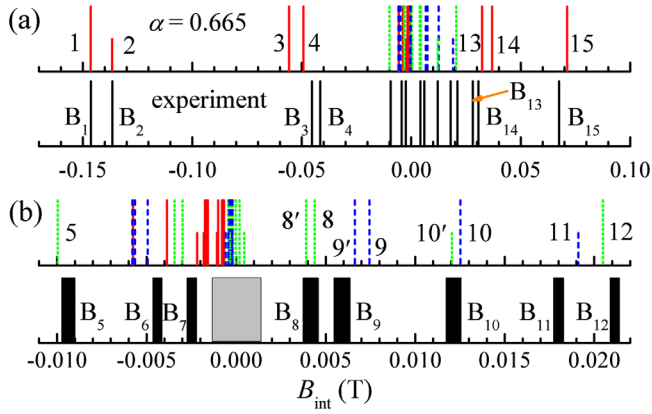 (a) α = 0.665
1 2 3 4 13 14 15
experiment
B₁ B₂ B₃ B₄ B₁₃ B₁₄ B₁₅
-0.15 -0.10 -0.05 0.00 0.05 0.10
(b)
5 8′ 8 9′ 9 10′ 10 11 12
B₅ B₆ B₇ B₈ B₉ B₁₀ B₁₁ B₁₂
-0.010 -0.005 0.000 0.005 0.010 0.015 0.020
B_int (T)